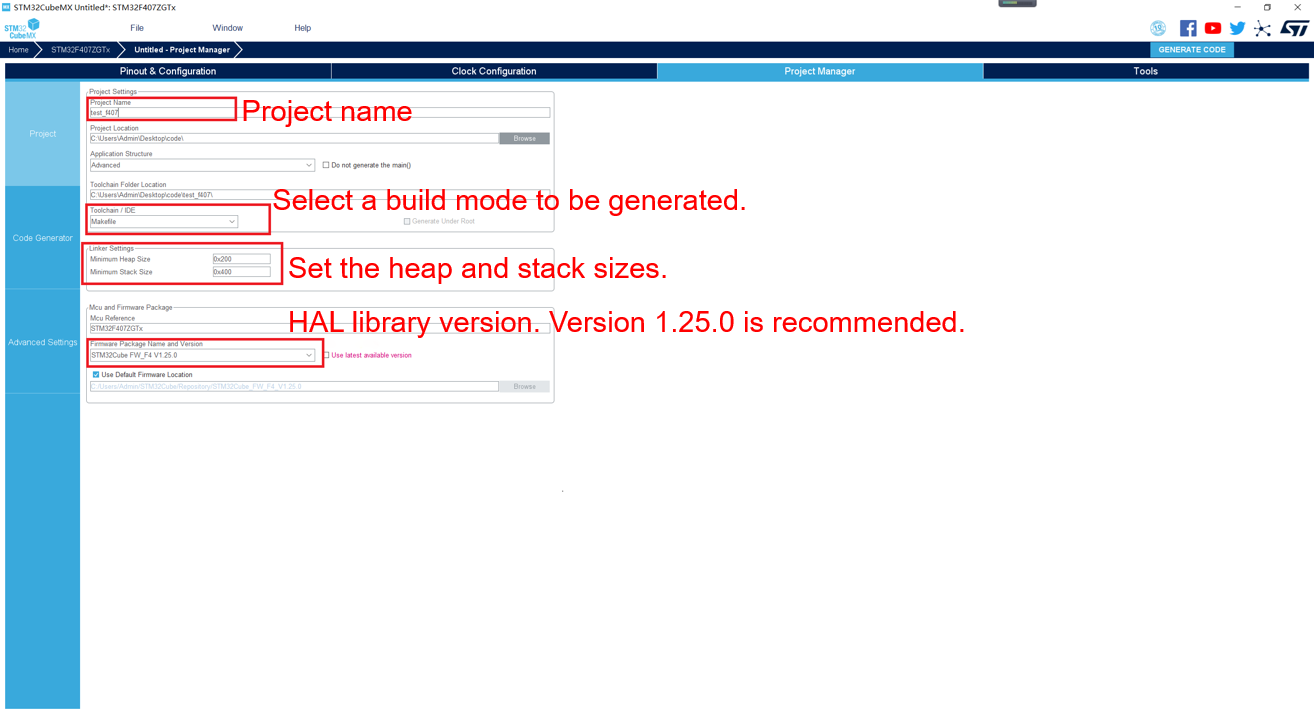 STM32CubeMX Untitled*: STM32F407ZGTx
STM32
CubeMX
File
Window
Help
Home
STM32F407ZGTx
Untitled - Project Manager
GENERATE CODE
Pinout & Configuration
Clock Configuration
Project Manager
Tools
Project
Code Generator
Advanced Settings
Project Settings
Project Name
test_f407
Project name
Project Location
C:\Users\Admin\Desktop\code\
Browse
Application Structure
Advanced
Do not generate the main()
Toolchain Folder Location
C:\Users\Admin\Desktop\code\test_f407\
Select a build mode to be generated.
Toolchain / IDE
Makefile
Generate Under Root
Linker Settings
Minimum Heap Size
0x200
Minimum Stack Size
0x400
Set the heap and stack sizes.
Mcu and Firmware Package
Mcu Reference
STM32F407ZGTx
HAL library version. Version 1.25.0 is recommended.
Firmware Package Name and Version
STM32Cube FW_F4 V1.25.0
Use latest available version
Use Default Firmware Location
C:/Users/Admin/STM32Cube/Repository/STM32Cube_FW_F4_V1.25.0
Browse